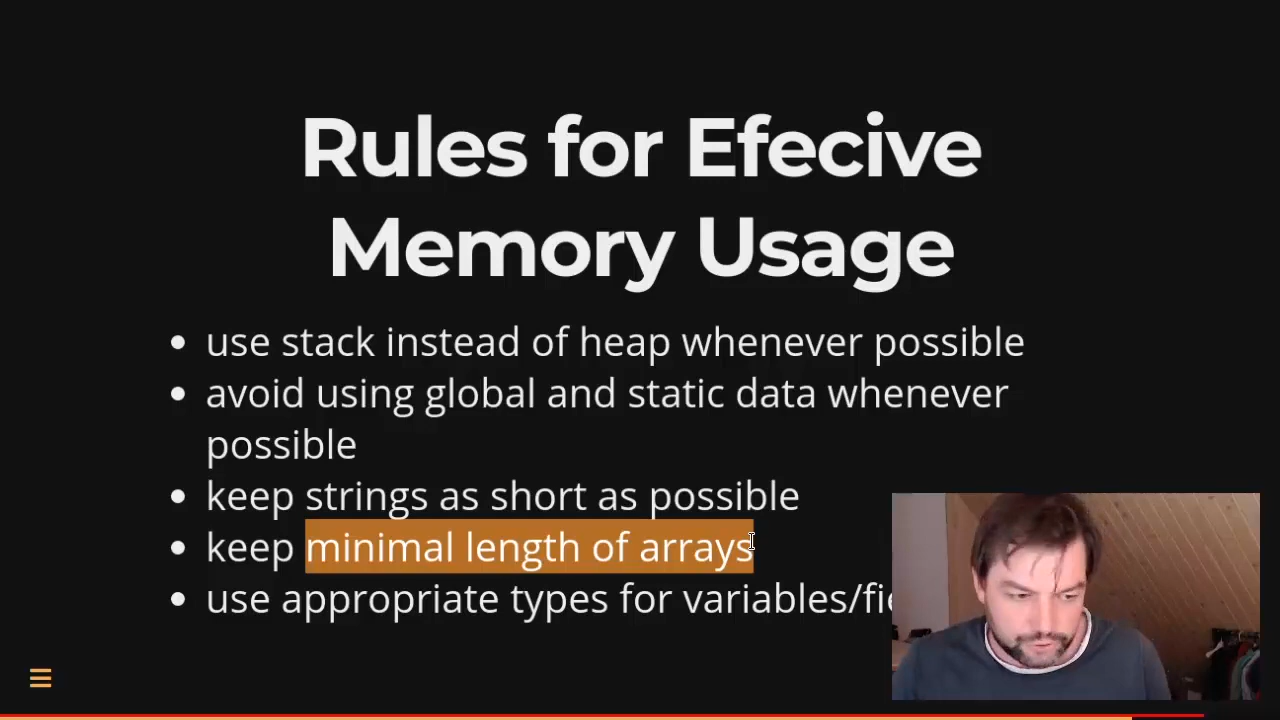 Rules for Efecive
Memory Usage
use stack instead of heap whenever possible
avoid using global and static data whenever
possible
keep strings as short as possible
keep minimal length of arrays
use appropriate types for